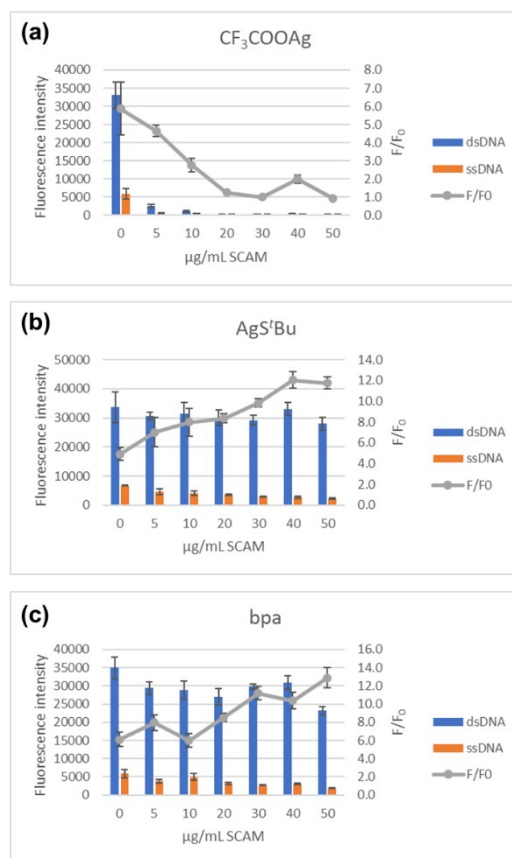 (a)
CF₃COOAg
Fluorescence intensity
40000
35000
30000
25000
20000
15000
10000
5000
0
8.0
7.0
6.0
5.0
4.0
3.0
2.0
1.0
0.0
F/F₀
0 5 10 20 30 40 50
µg/mL SCAM
dsDNA
ssDNA
F/F0
(b)
AgSᵗBu
Fluorescence intensity
50000
40000
30000
20000
10000
0
14.0
12.0
10.0
8.0
6.0
4.0
2.0
0.0
F/F₀
0 5 10 20 30 40 50
µg/mL SCAM
dsDNA
ssDNA
F/F0
(c)
bpa
Fluorescence intensity
40000
35000
30000
25000
20000
15000
10000
5000
0
16.0
14.0
12.0
10.0
8.0
6.0
4.0
2.0
0.0
F/F₀
0 5 10 20 30 40 50
µg/mL SCAM
dsDNA
ssDNA
F/F0